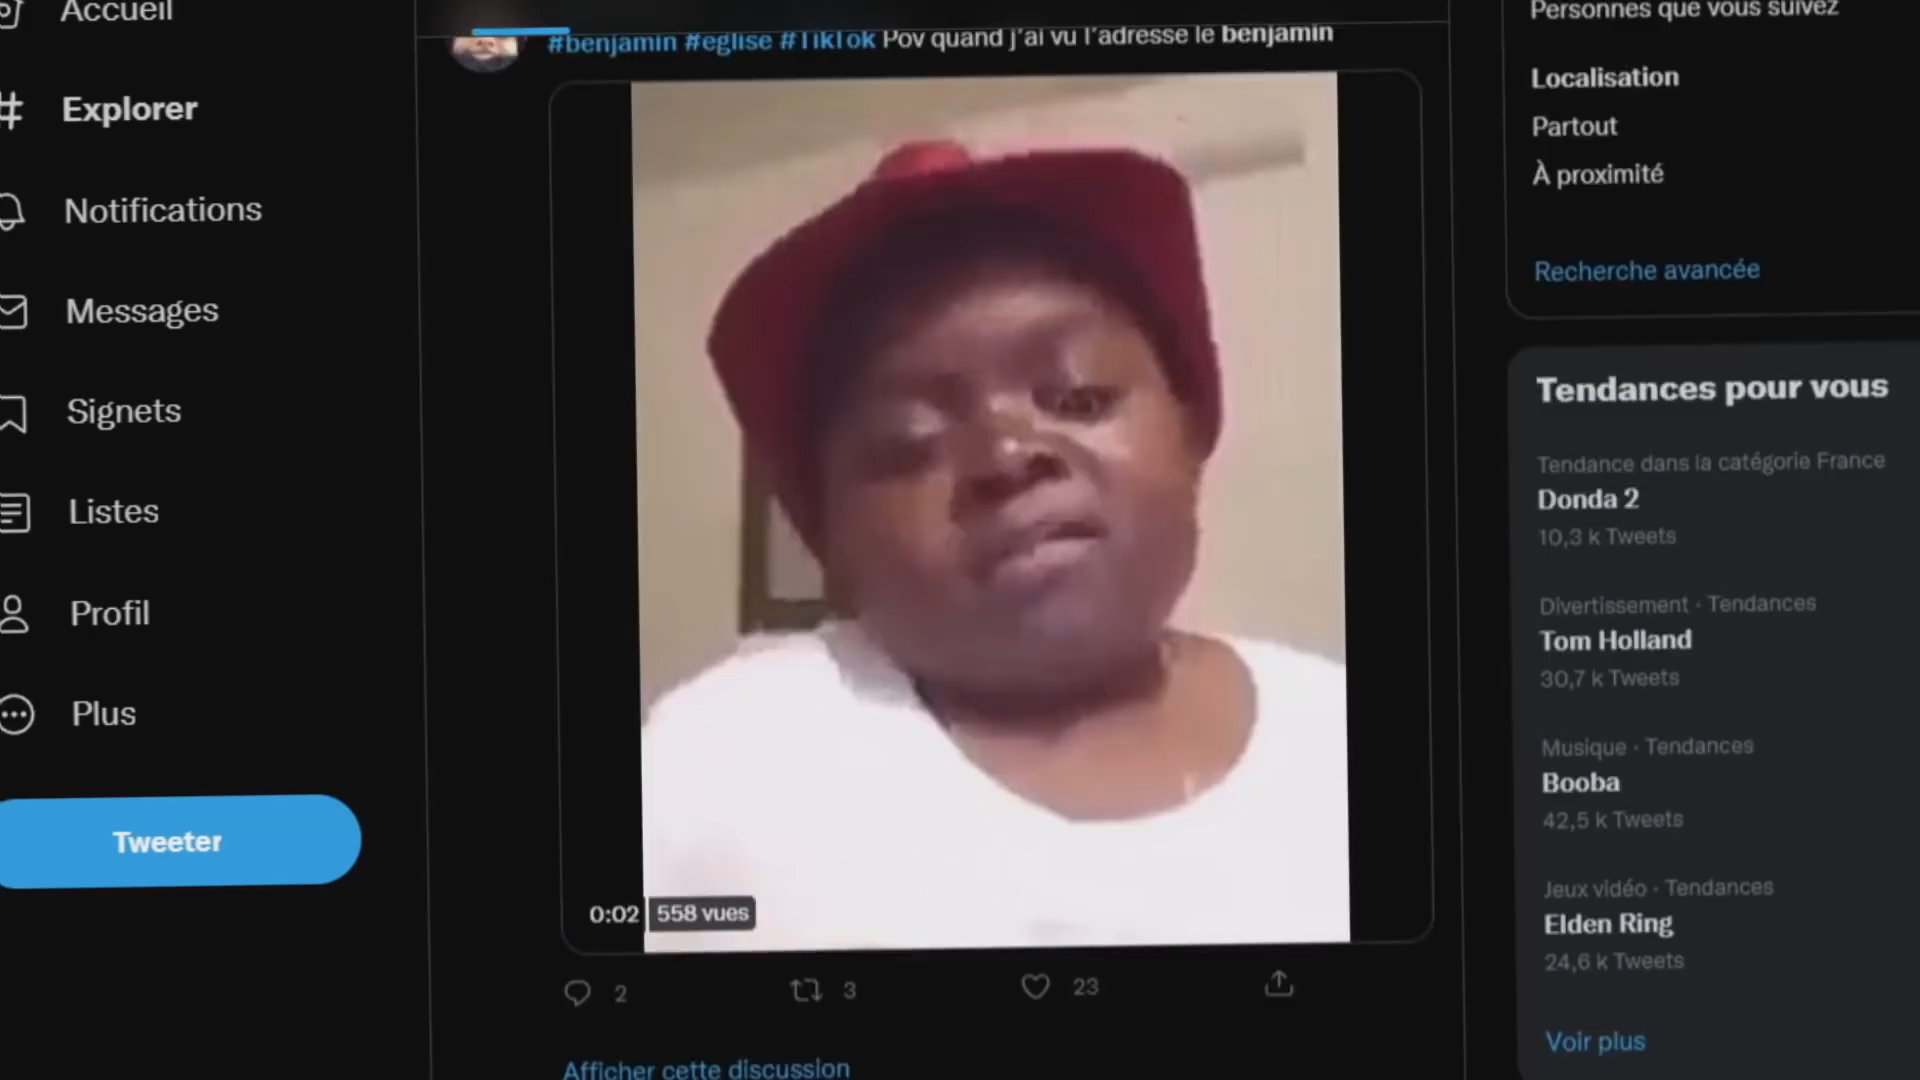 Accueil
Explorer
Notifications
Messages
Signets
Listes
Profil
Plus
Tweeter
#benjamin #eglise #TikTok Pov quand j'ai vu l'adresse le benjamin
0:02
558 vues
2
3
23
Afficher cette discussion
Personnes que vous suivez
Localisation
Partout
À proximité
Recherche avancée
Tendances pour vous
Tendance dans la catégorie France
Donda 2
10,3 k Tweets
Divertissement · Tendances
Tom Holland
30,7 k Tweets
Musique · Tendances
Booba
42,5 k Tweets
Jeux vidéo · Tendances
Elden Ring
24,6 k Tweets
Voir plus